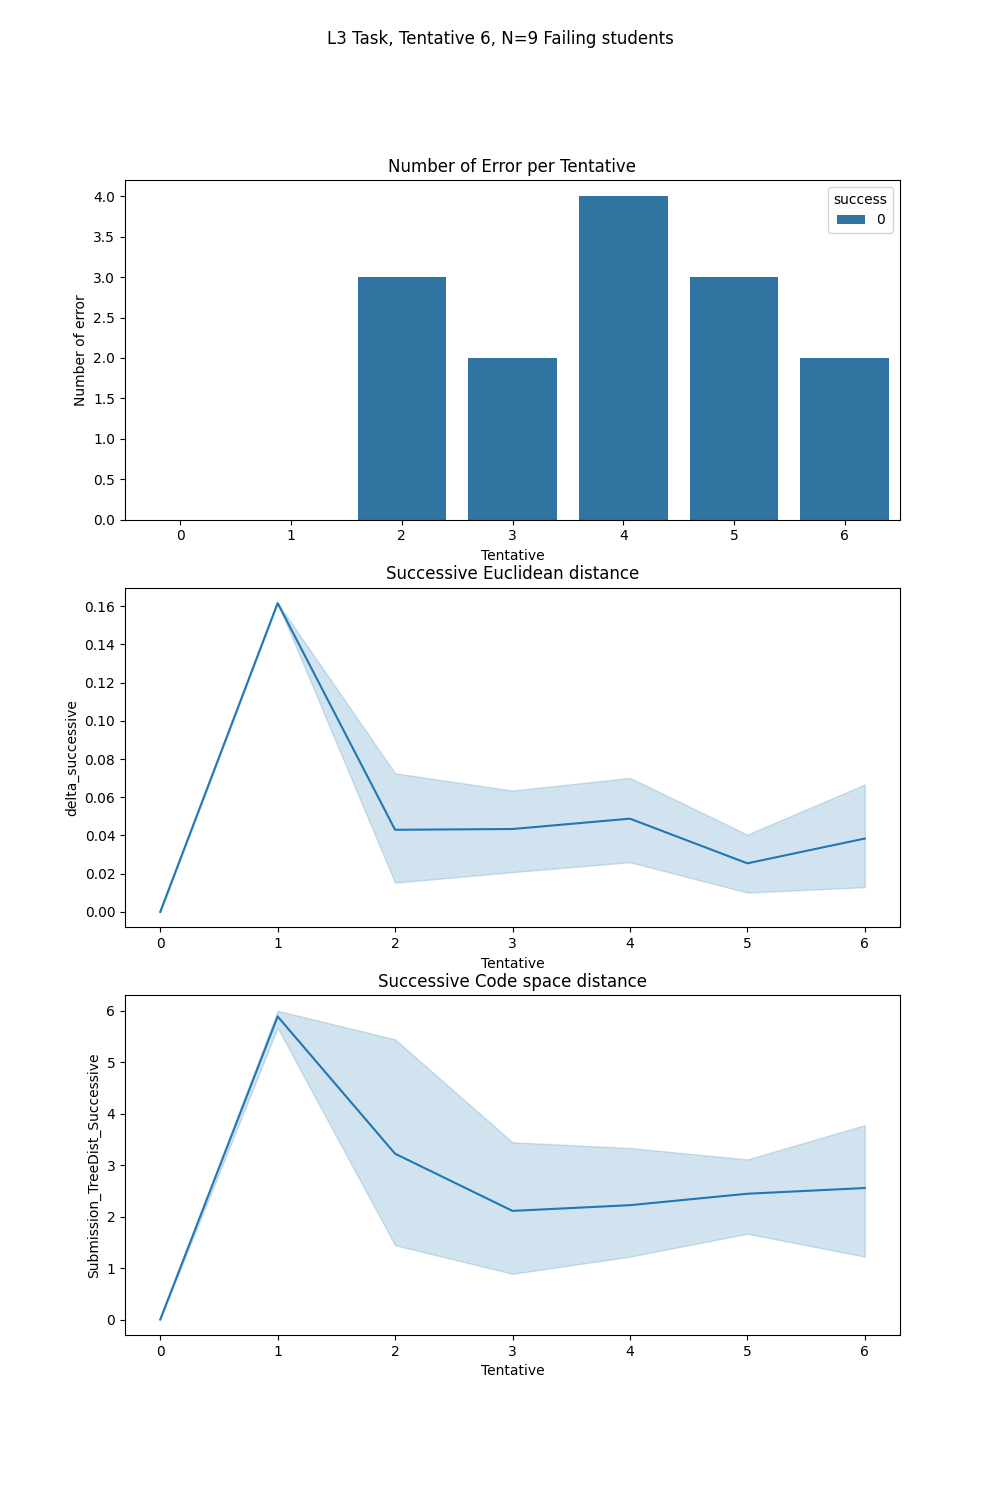 L3 Task, Tentative 6, N=9 Failing students
Number of Error per Tentative
4.0
3.5
3.0
2.5
2.0
1.5
1.0
0.5
0.0
Number of error
success
0
0 1 2 3 4 5 6
Tentative
Successive Euclidean distance
0.16
0.14
0.12
0.10
0.08
0.06
0.04
0.02
0.00
delta_successive
0 1 2 3 4 5 6
Tentative
Successive Code space distance
6
5
4
3
2
1
0
Submission_TreeDist_Successive
0 1 2 3 4 5 6
Tentative